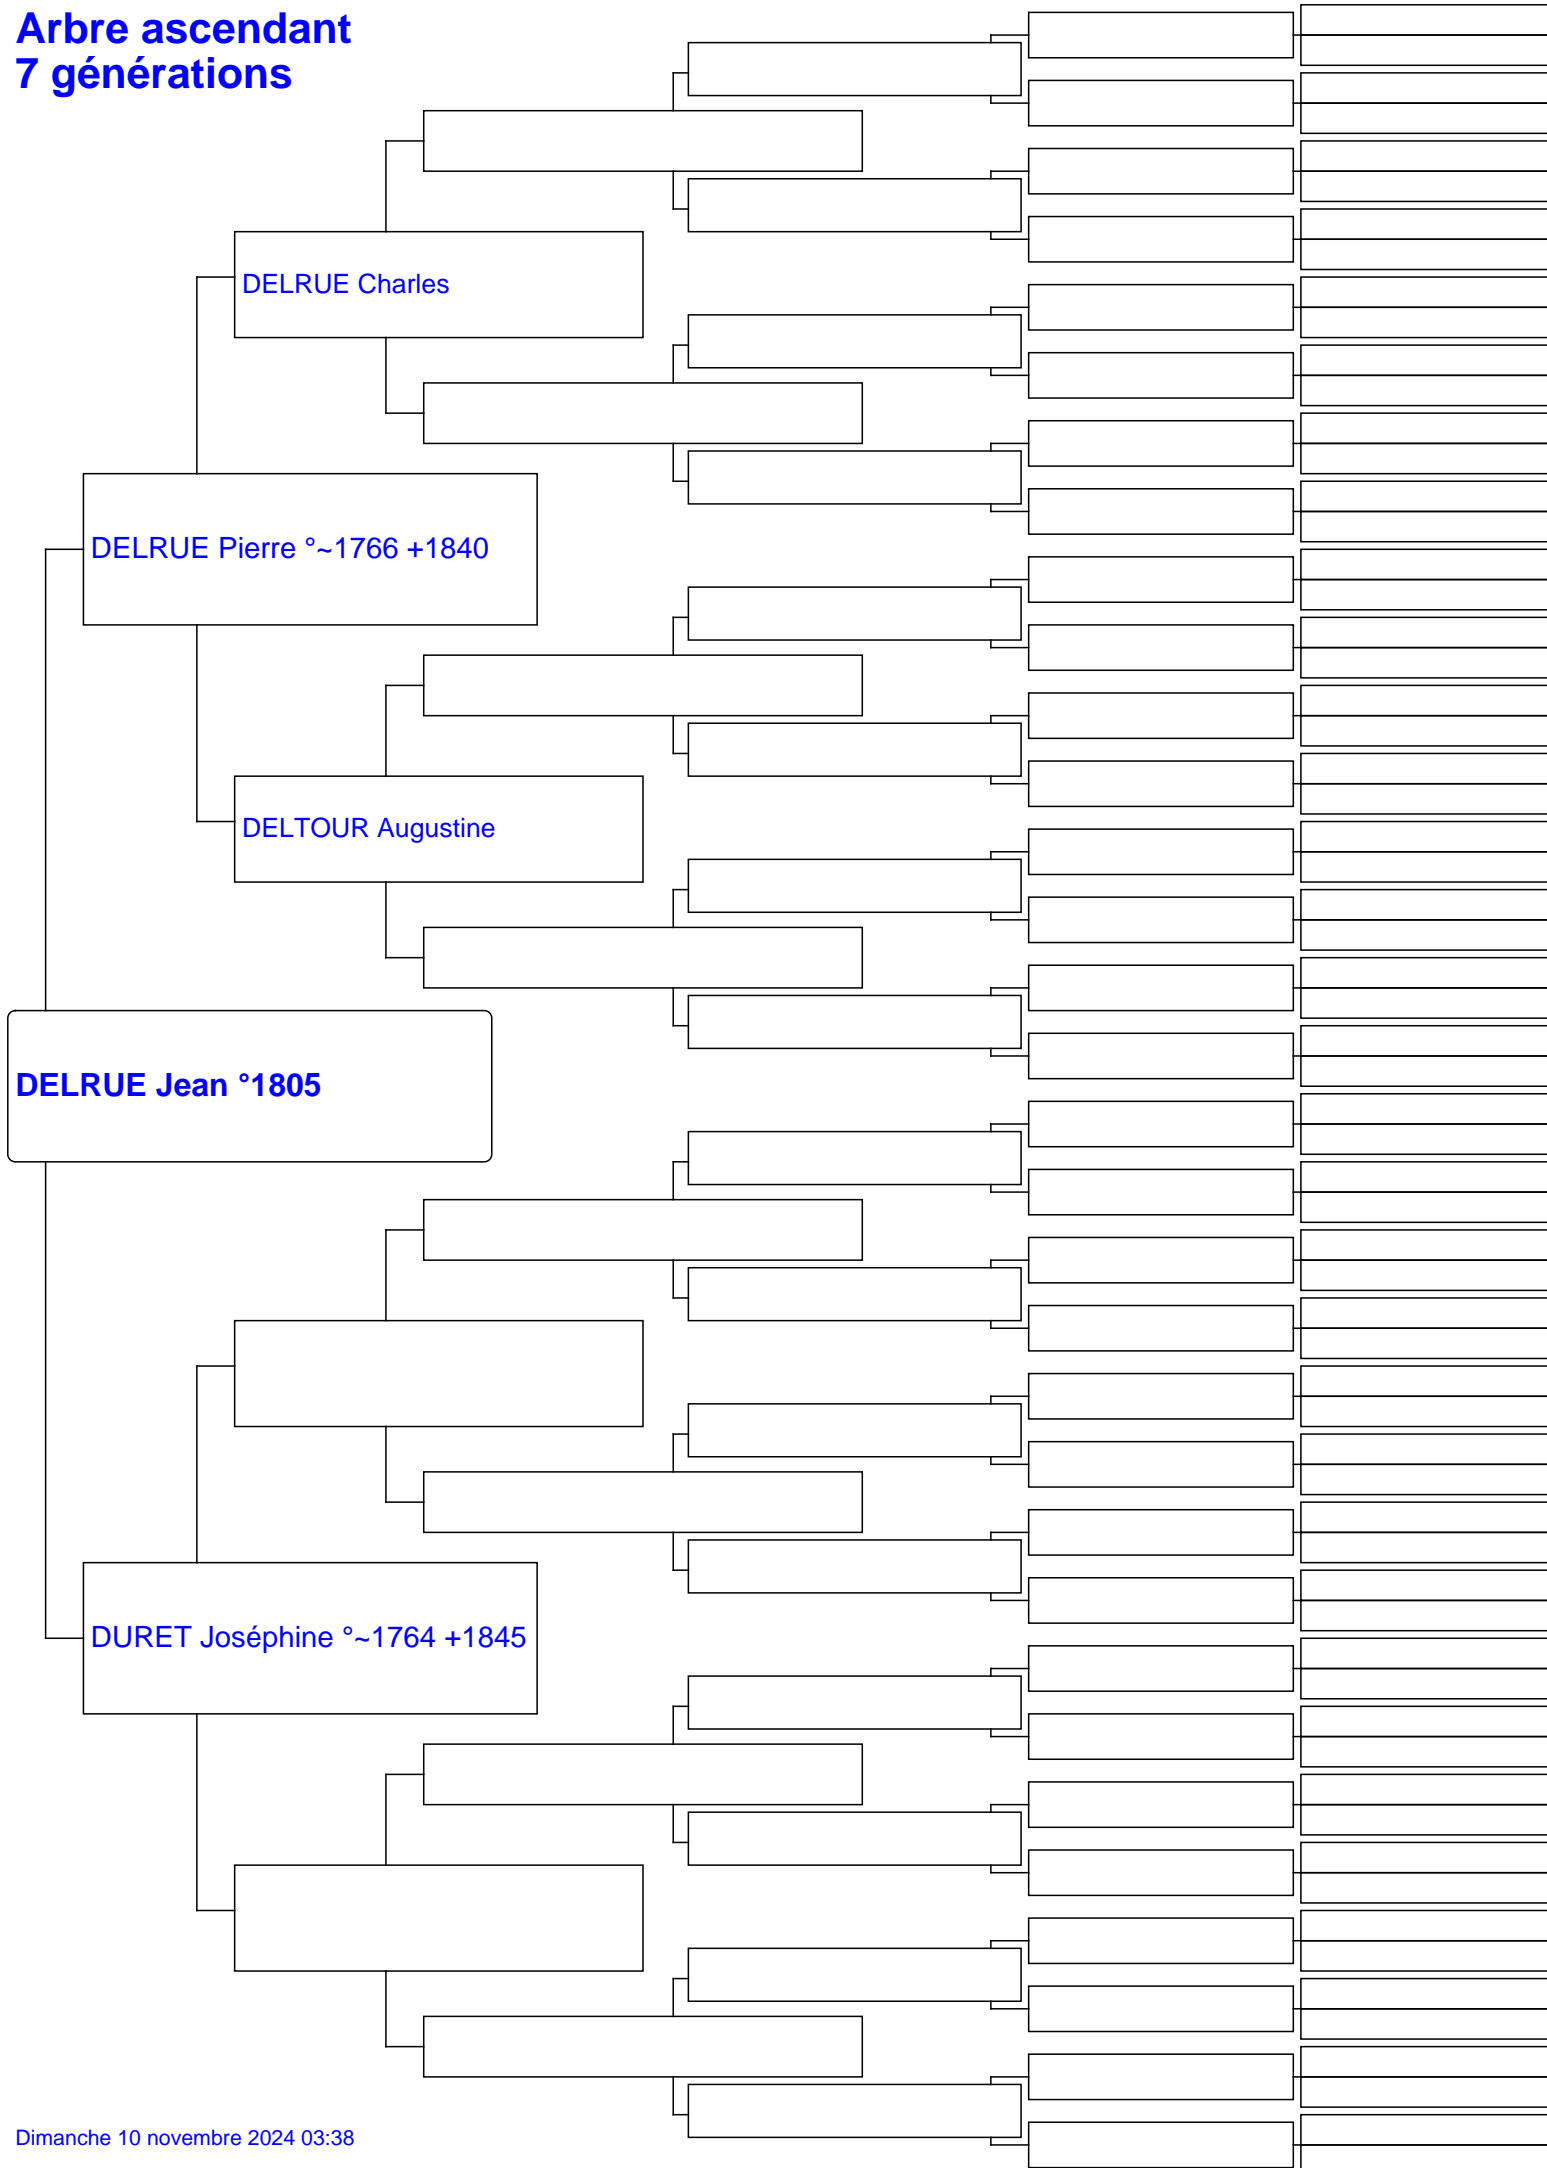 Arbre ascendant
7 générations
DELRUE Charles
DELRUE Pierre °~1766 +1840
DELTOUR Augustine
DELRUE Jean °1805
DURET Joséphine °~1764 +1845
Dimanche 10 novembre 2024 03:38